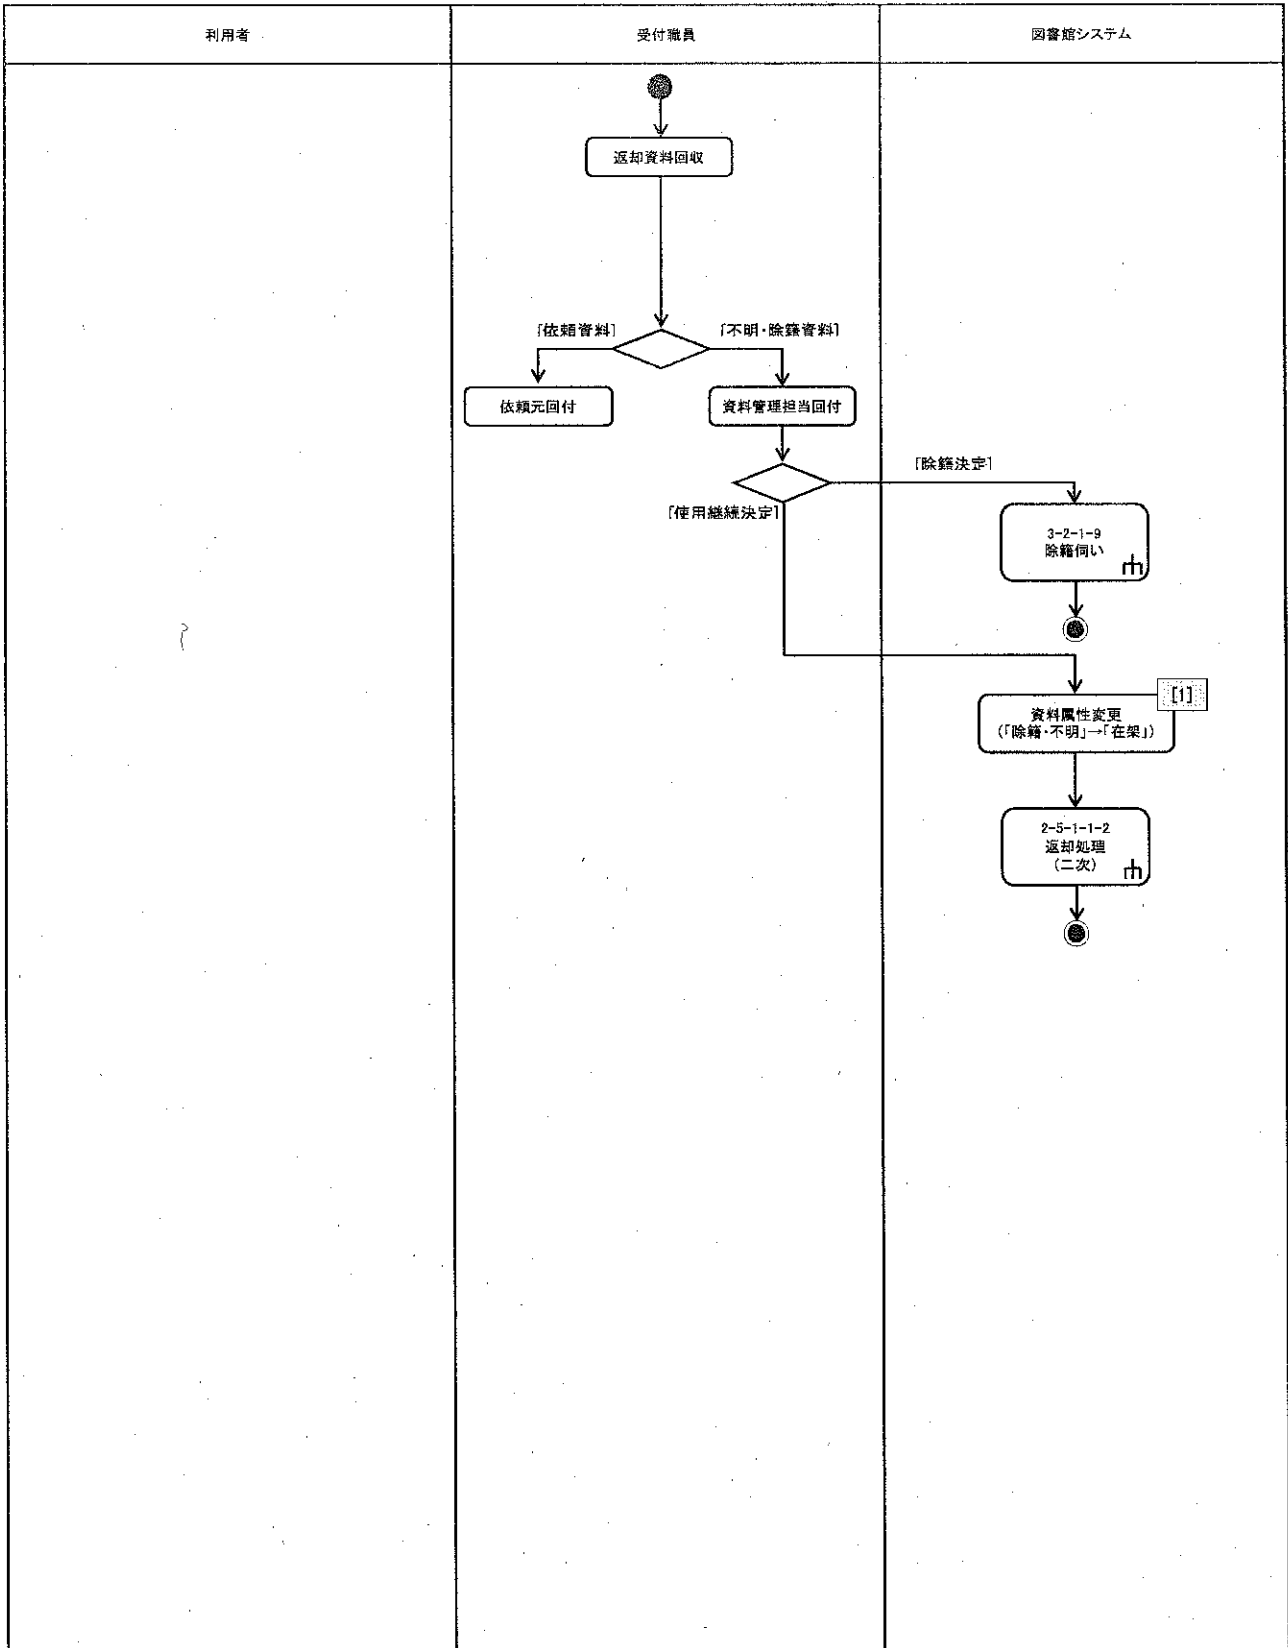 利用者
受付職員
図書館システム
返却資料回収
[依頼資料]
[不明・除籍資料]
依頼元回付
資料管理担当回付
[除籍決定]
[使用継続決定]
3-2-1-9
除籍伺い
[1]
資料属性変更
(「除籍・不明」→「在架」)
2-5-1-1-2
返却処理
(二次)